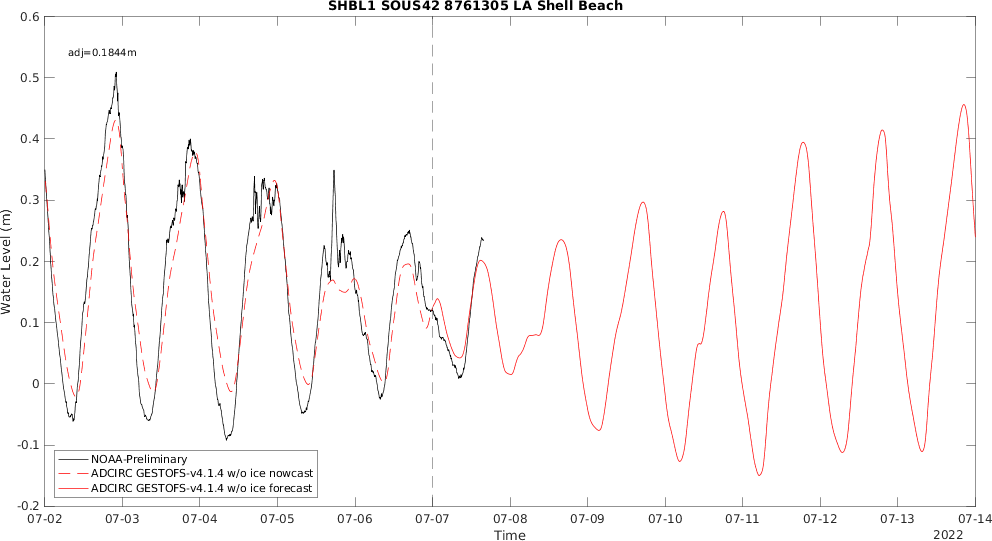 SHBL1 SOUS42 8761305 LA Shell Beach
adj=0.1844m
0.6
0.5
0.4
0.3
0.2
0.1
0
-0.1
-0.2
Water Level (m)
NOAA-Preliminary
ADCIRC GESTOFS-v4.1.4 w/o ice nowcast
ADCIRC GESTOFS-v4.1.4 w/o ice forecast
07-02 07-03 07-04 07-05 07-06 07-07 07-08 07-09 07-10 07-11 07-12 07-13 07-14
Time
2022